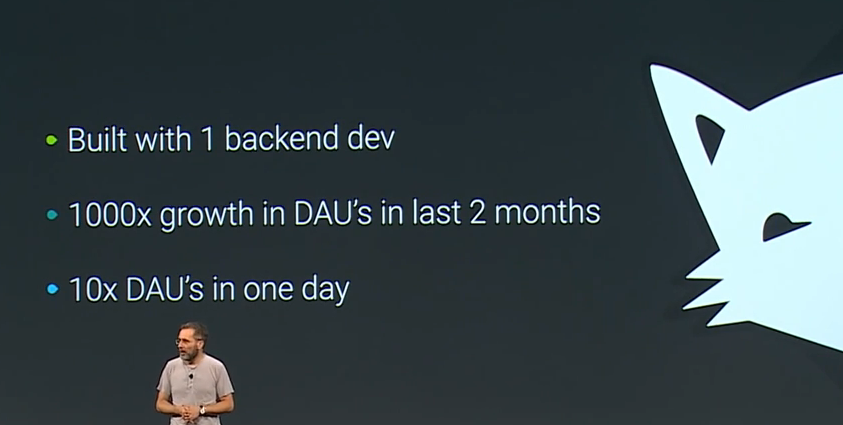 Built with 1 backend dev
1000x growth in DAU's in last 2 months
10x DAU's in one day